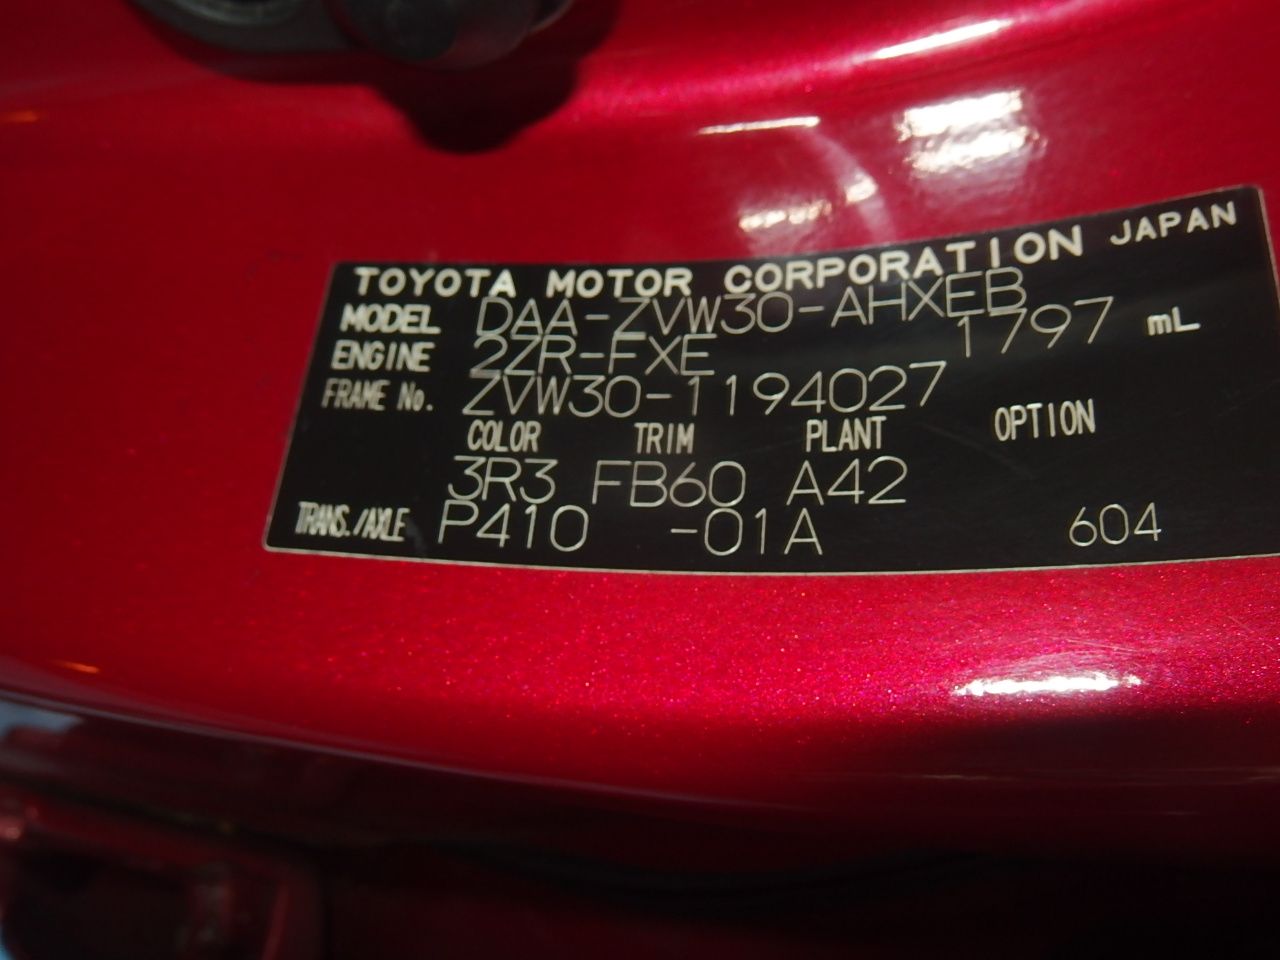 TOYOTA MOTOR CORPORATION JAPAN
MODEL DAA-ZVW30-AHXEB
ENGINE 2ZR-FXE 1797 mL
FRAME No. ZVW30-1194027
COLOR TRIM PLANT OPTION
3R3 FB60 A42
TRANS./AXLE P410 -01A 604